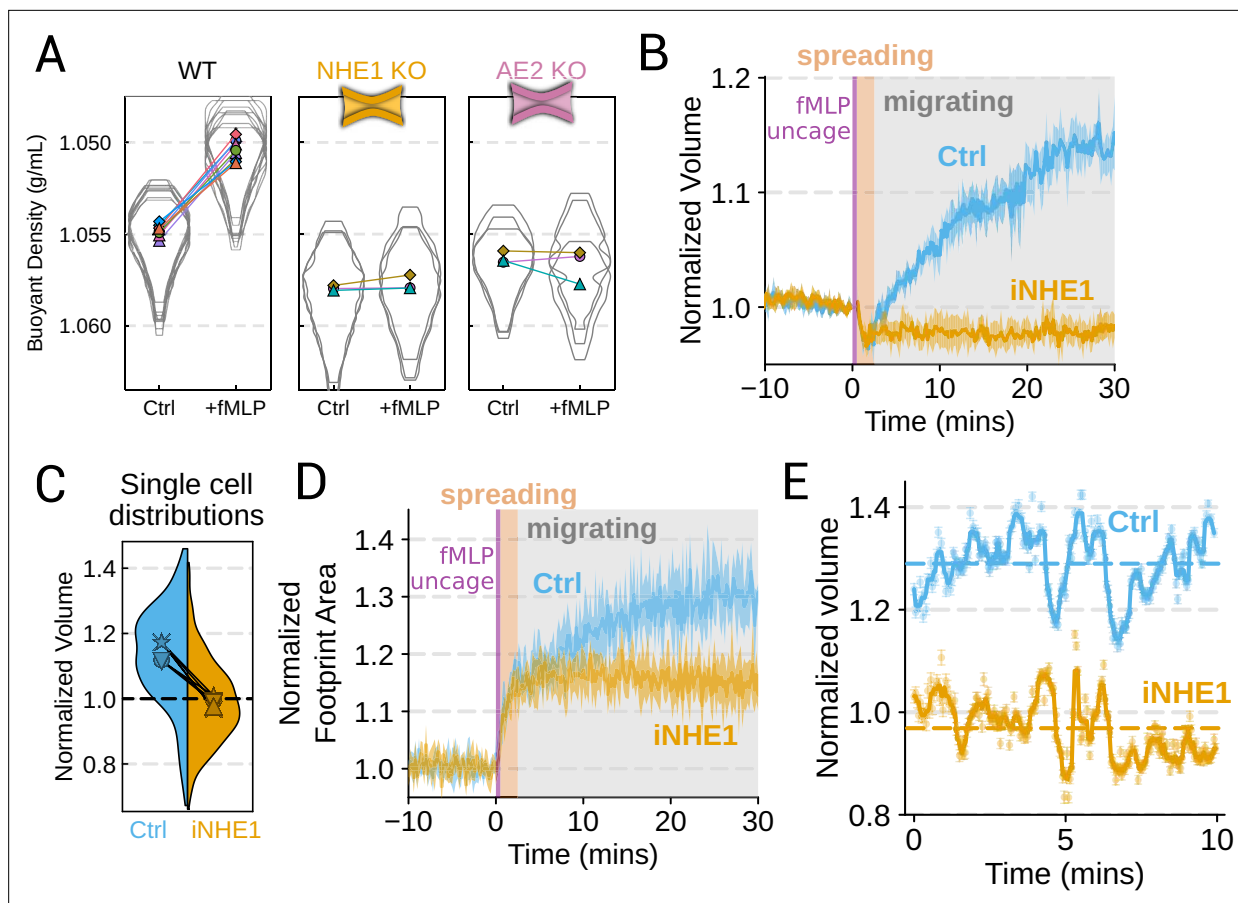 A
WT
NHE1 KO
AE2 KO
Buoyant Density (g/mL)
1.050
1.055
1.060
Ctrl
+fMLP
Ctrl
+fMLP
Ctrl
+fMLP
B
spreading
fMLP
uncage
migrating
Ctrl
iNHE1
Normalized Volume
1.2
1.1
1.0
−10
0
10
20
30
Time (mins)
C
Single cell
distributions
Normalized Volume
1.4
1.2
1.0
0.8
Ctrl
iNHE1
D
spreading
migrating
fMLP
uncage
Ctrl
iNHE1
Normalized
Footprint Area
1.4
1.3
1.2
1.1
1.0
−10
0
10
20
30
Time (mins)
E
Ctrl
iNHE1
Normalized volume
1.4
1.2
1.0
0.8
0
5
10
Time (mins)